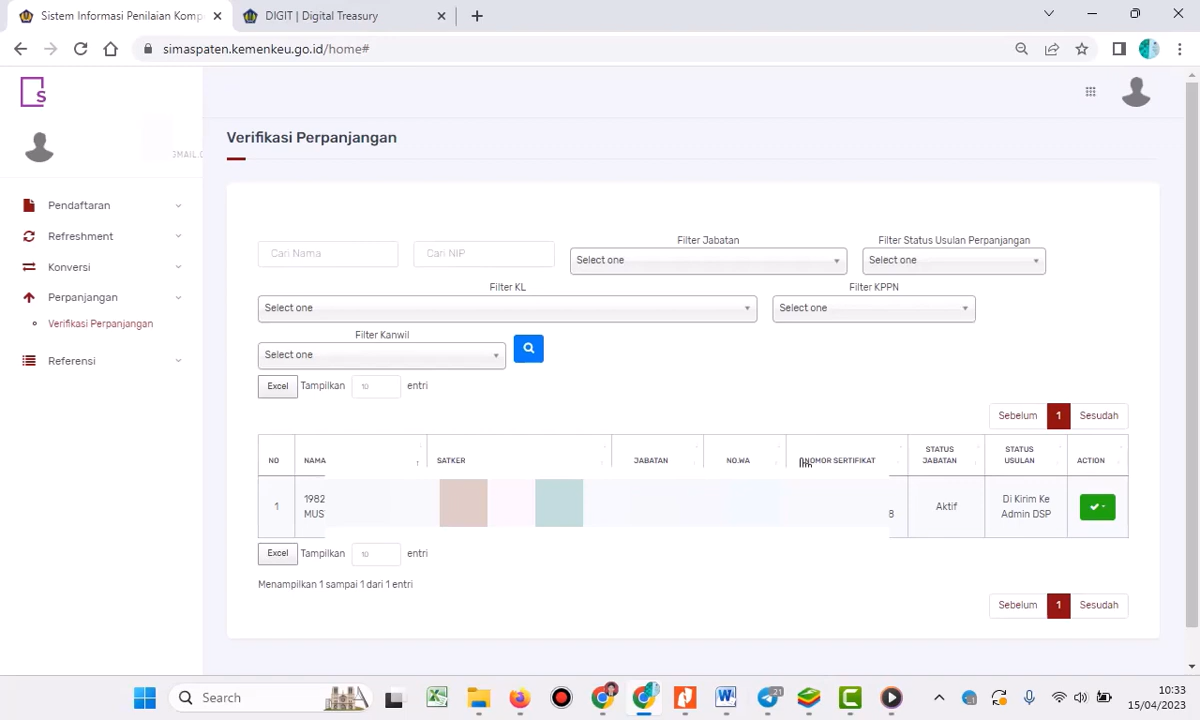 Sistem Informasi Penilaian Komp
DIGIT | Digital Treasury
simaspaten.kemenkeu.go.id/home#
S
GMAIL.C
Pendaftaran
Refreshment
Konversi
Perpanjangan
Verifikasi Perpanjangan
Referensi
Verifikasi Perpanjangan
Filter Jabatan
Filter Status Usulan Perpanjangan
Cari Nama
Cari NIP
Select one
Select one
Filter KL
Filter KPPN
Select one
Select one
Filter Kanwil
Select one
Excel Tampilkan 10 entri
Sebelum 1 Sesudah
NO NAMA SATKER JABATAN NO.WA NOMOR SERTIFIKAT STATUS JABATAN STATUS USULAN ACTION
1 1982 Aktif Di Kirim Ke
MUS 8 Admin DSP
Excel Tampilkan 10 entri
Menampilkan 1 sampai 1 dari 1 entri
Sebelum 1 Sesudah
Search
21
10:33
15/04/2023